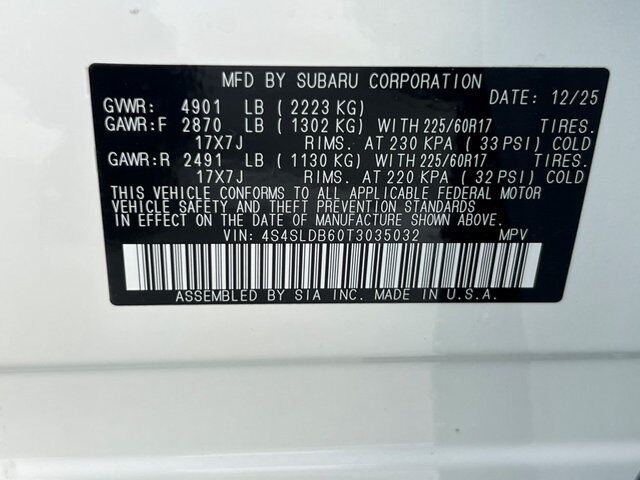 MFD BY SUBARU CORPORATION
DATE: 12/25
GVWR: 4901 LB (2223 KG)
GAWR:F 2870 LB (1302 KG) WITH 225/60R17 TIRES.
17X7J RIMS. AT 230 KPA (33 PSI) COLD
GAWR:R 2491 LB (1130 KG) WITH 225/60R17 TIRES.
17X7J RIMS. AT 220 KPA (32 PSI) COLD
THIS VEHICLE CONFORMS TO ALL APPLICABLE FEDERAL MOTOR
VEHICLE SAFETY AND THEFT PREVENTION STANDARDS
IN EFFECT ON THE DATE OF MANUFACTURE SHOWN ABOVE.
VIN: 4S4SLDB60T3035032 MPV
ASSEMBLED BY SIA INC. MADE IN U.S.A.